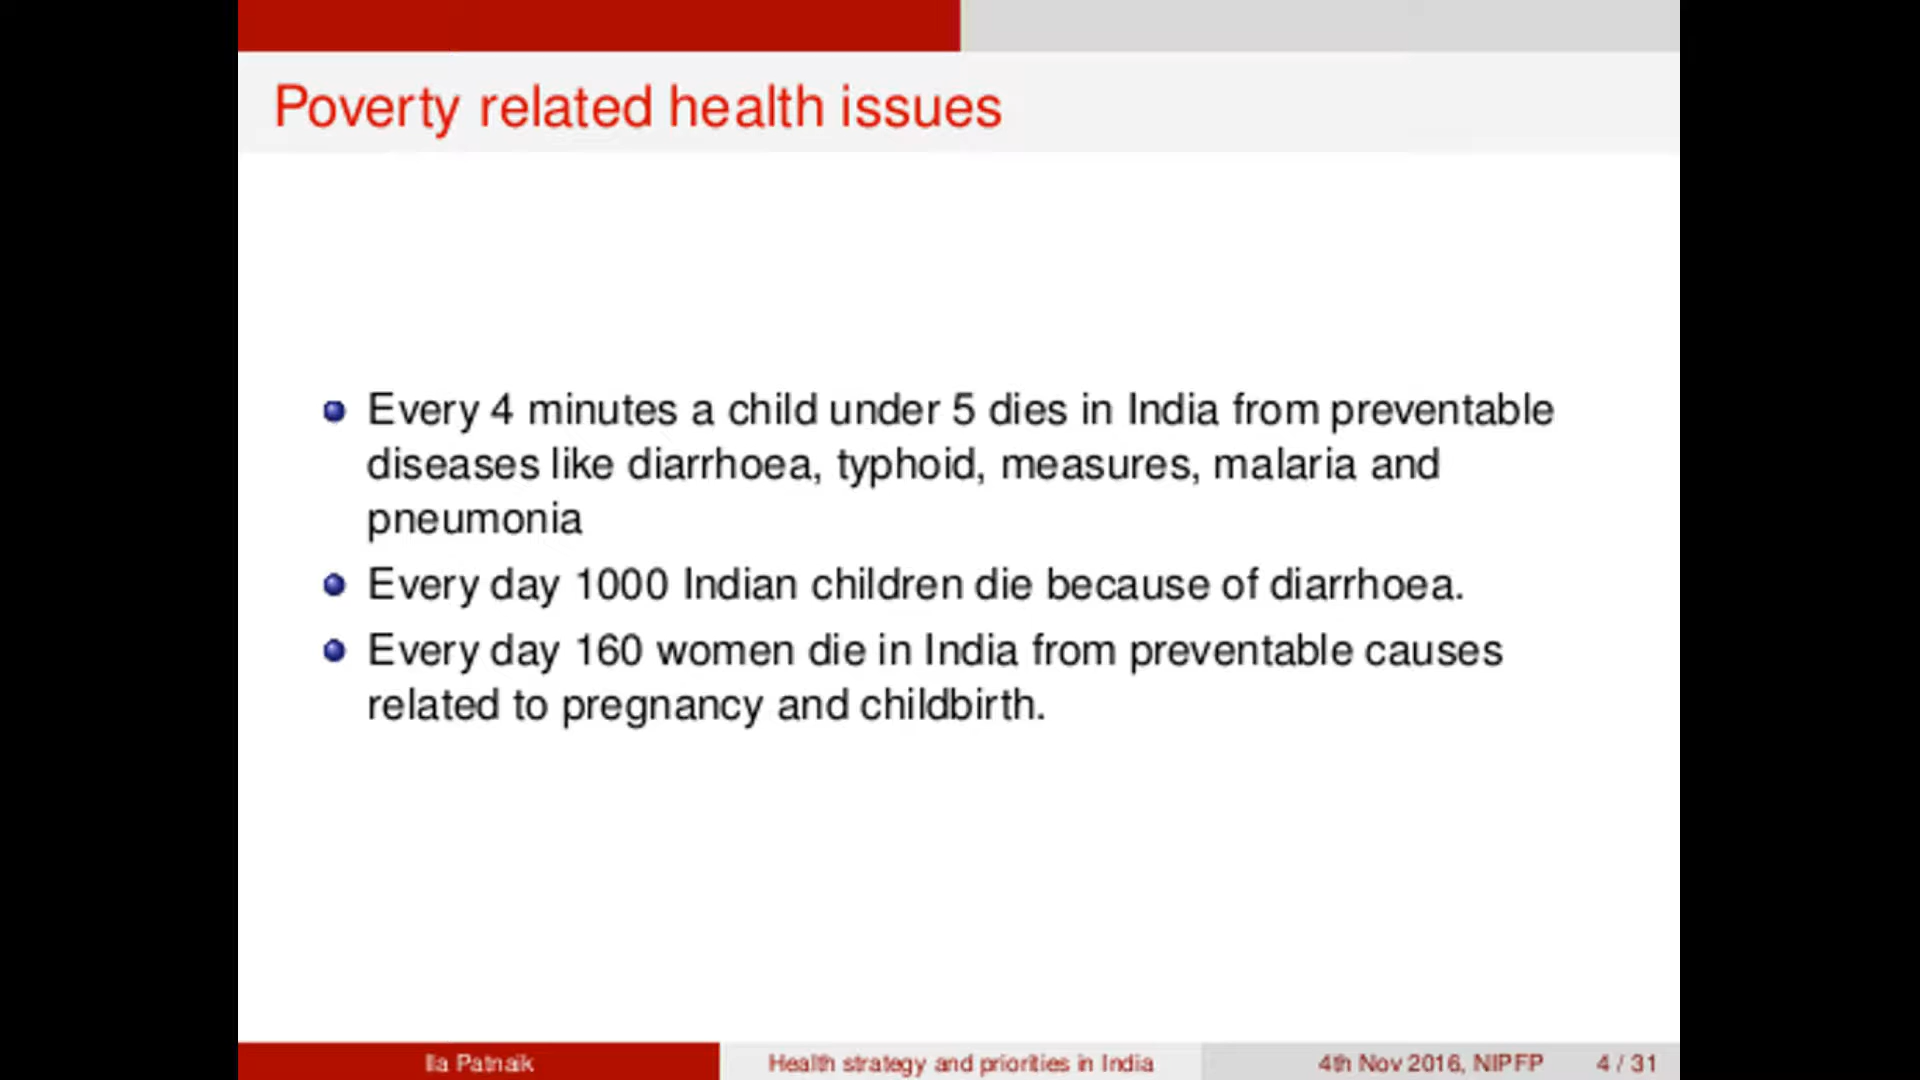 Poverty related health issues
Every 4 minutes a child under 5 dies in India from preventable
diseases like diarrhoea, typhoid, measures, malaria and
pneumonia
Every day 1000 Indian children die because of diarrhoea.
Every day 160 women die in India from preventable causes
related to pregnancy and childbirth.
Ila Patnaik
Health strategy and priorities in India
4th Nov 2016, NIPFP
4 / 31